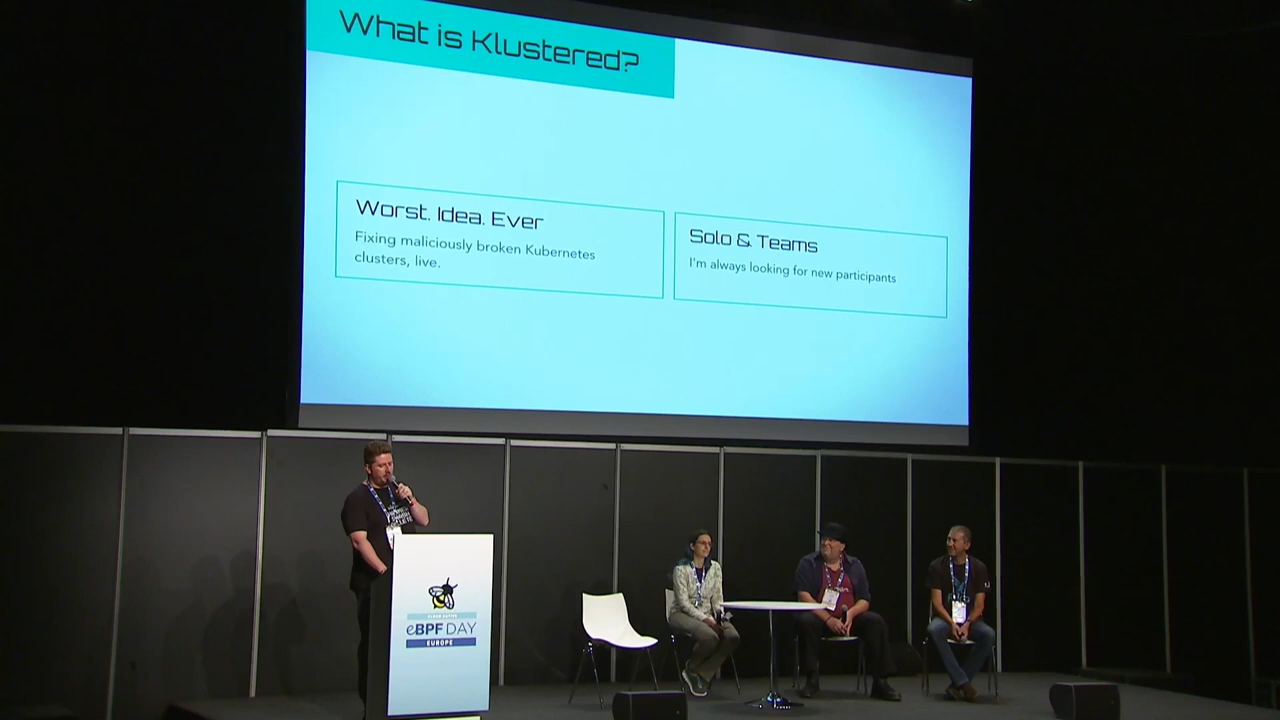 What is Klustered?
Worst. Idea. Ever
Fixing maliciously broken Kubernetes
clusters, live.
Solo & Teams
I'm always looking for new participants
eBPF DAY
EUROPE